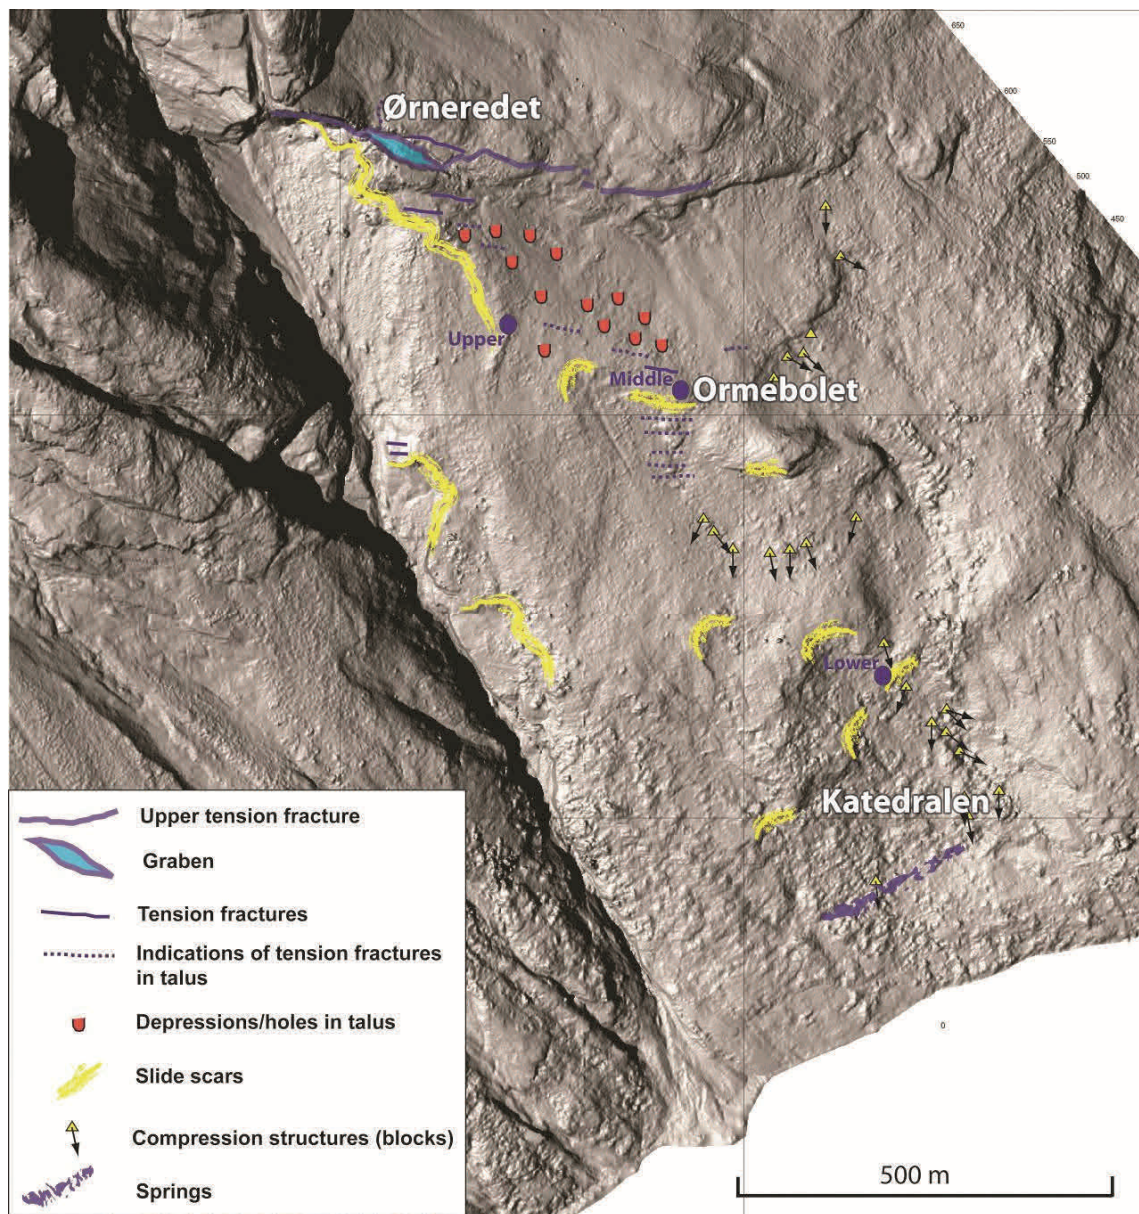 650
600
550
500
450
Ørneredet
Upper
Middle
Ormebolet
Lower
Katedralen
0
Upper tension fracture
Graben
Tension fractures
Indications of tension fractures
in talus
Depressions/holes in talus
Slide scars
Compression structures (blocks)
Springs
500 m